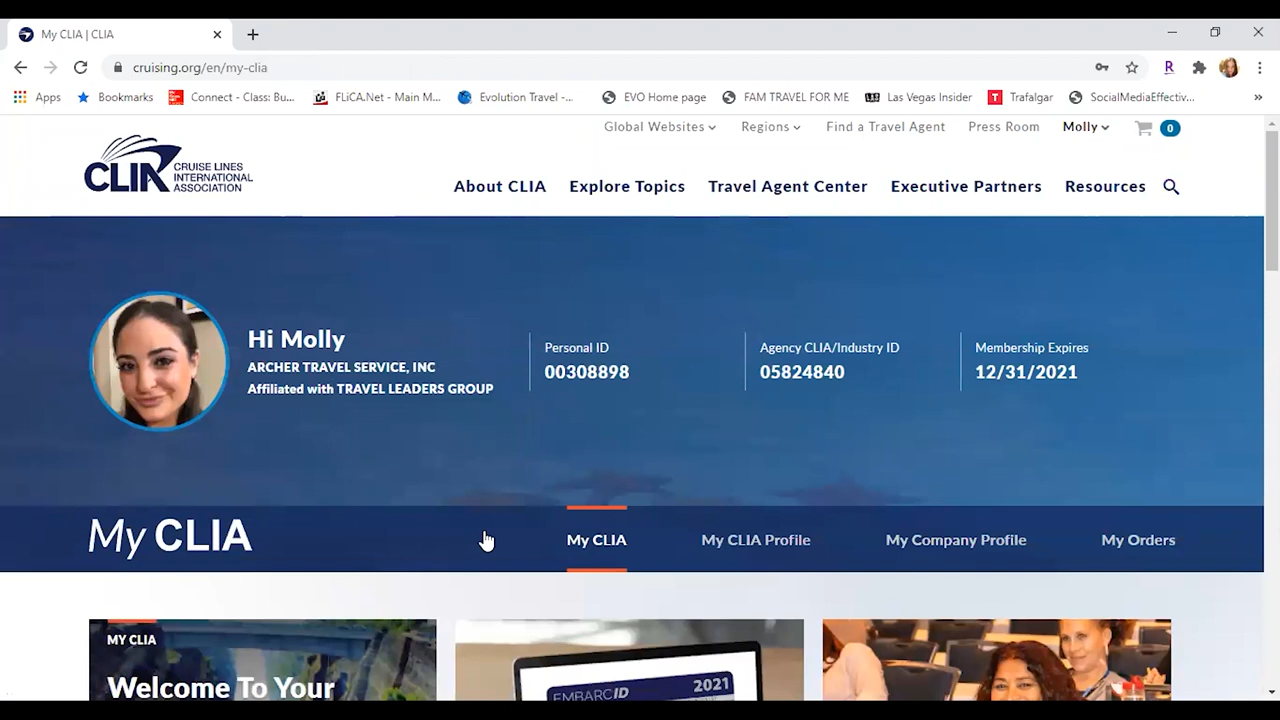 My CLIA | CLIA
cruising.org/en/my-clia
R
Apps
Bookmarks
Connect - Class: Bu...
FLiCA.Net - Main M...
Evolution Travel -...
EVO Home page
FAM TRAVEL FOR ME
Las Vegas Insider
T
Trafalgar
SocialMediaEffectiv...
»
Global Websites
Regions
Find a Travel Agent
Press Room
Molly
0
CLIA
CRUISE LINES
INTERNATIONAL
ASSOCIATION
About CLIA
Explore Topics
Travel Agent Center
Executive Partners
Resources
Hi Molly
ARCHER TRAVEL SERVICE, INC
Affiliated with TRAVEL LEADERS GROUP
Personal ID
00308898
Agency CLIA/Industry ID
05824840
Membership Expires
12/31/2021
My CLIA
My CLIA
My CLIA Profile
My Company Profile
My Orders
MY CLIA
Welcome To Your
EMBARC ID
2021